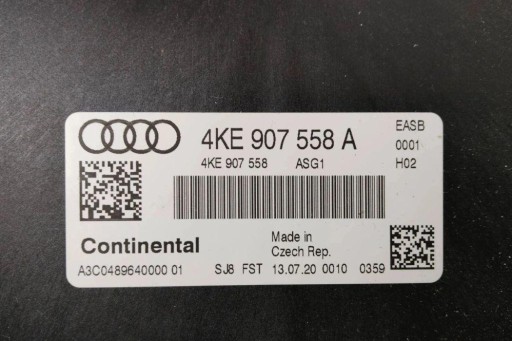 4KE 907 558 A
EASB
0001
4KE 907 558 ASG1
H02
Continental
Made in
Czech Rep.
A3C0489640000 01
SJ8 FST 13.07.20 0010 0359